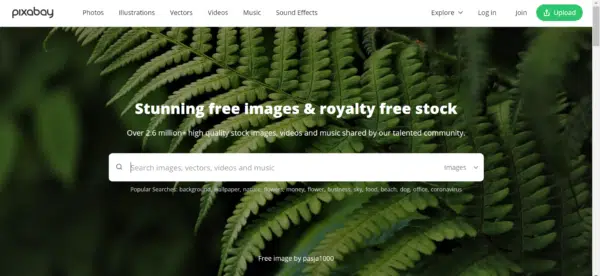 pixabay
Photos Illustrations Vectors Videos Music Sound Effects Explore Log in Join Upload
Stunning free images & royalty free stock
Over 2.6 million+ high quality stock images, videos and music shared by our talented community.
Search images, vectors, videos and music Images
Popular Searches: background, wallpaper, nature, flowers, money, flower, business, sky, food, beach, dog, office, coronavirus
Free image by pasja1000